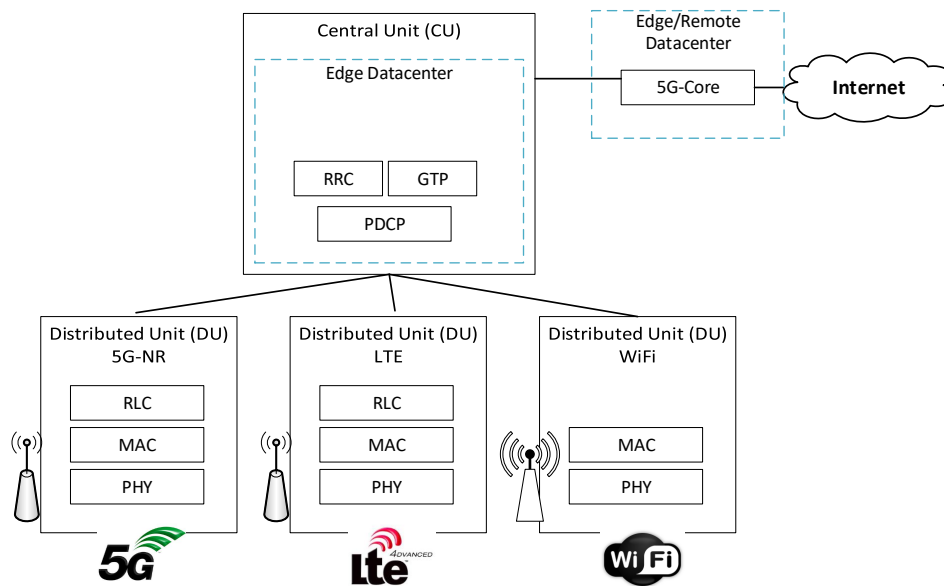 Central Unit (CU)
Edge Datacenter
RRC
GTP
PDCP
Edge/Remote
Datacenter
5G-Core
Internet
Distributed Unit (DU)
5G-NR
RLC
MAC
PHY
5G
Distributed Unit (DU)
LTE
RLC
MAC
PHY
4DVANCED
Lte
Distributed Unit (DU)
WiFi
MAC
PHY
WiFi